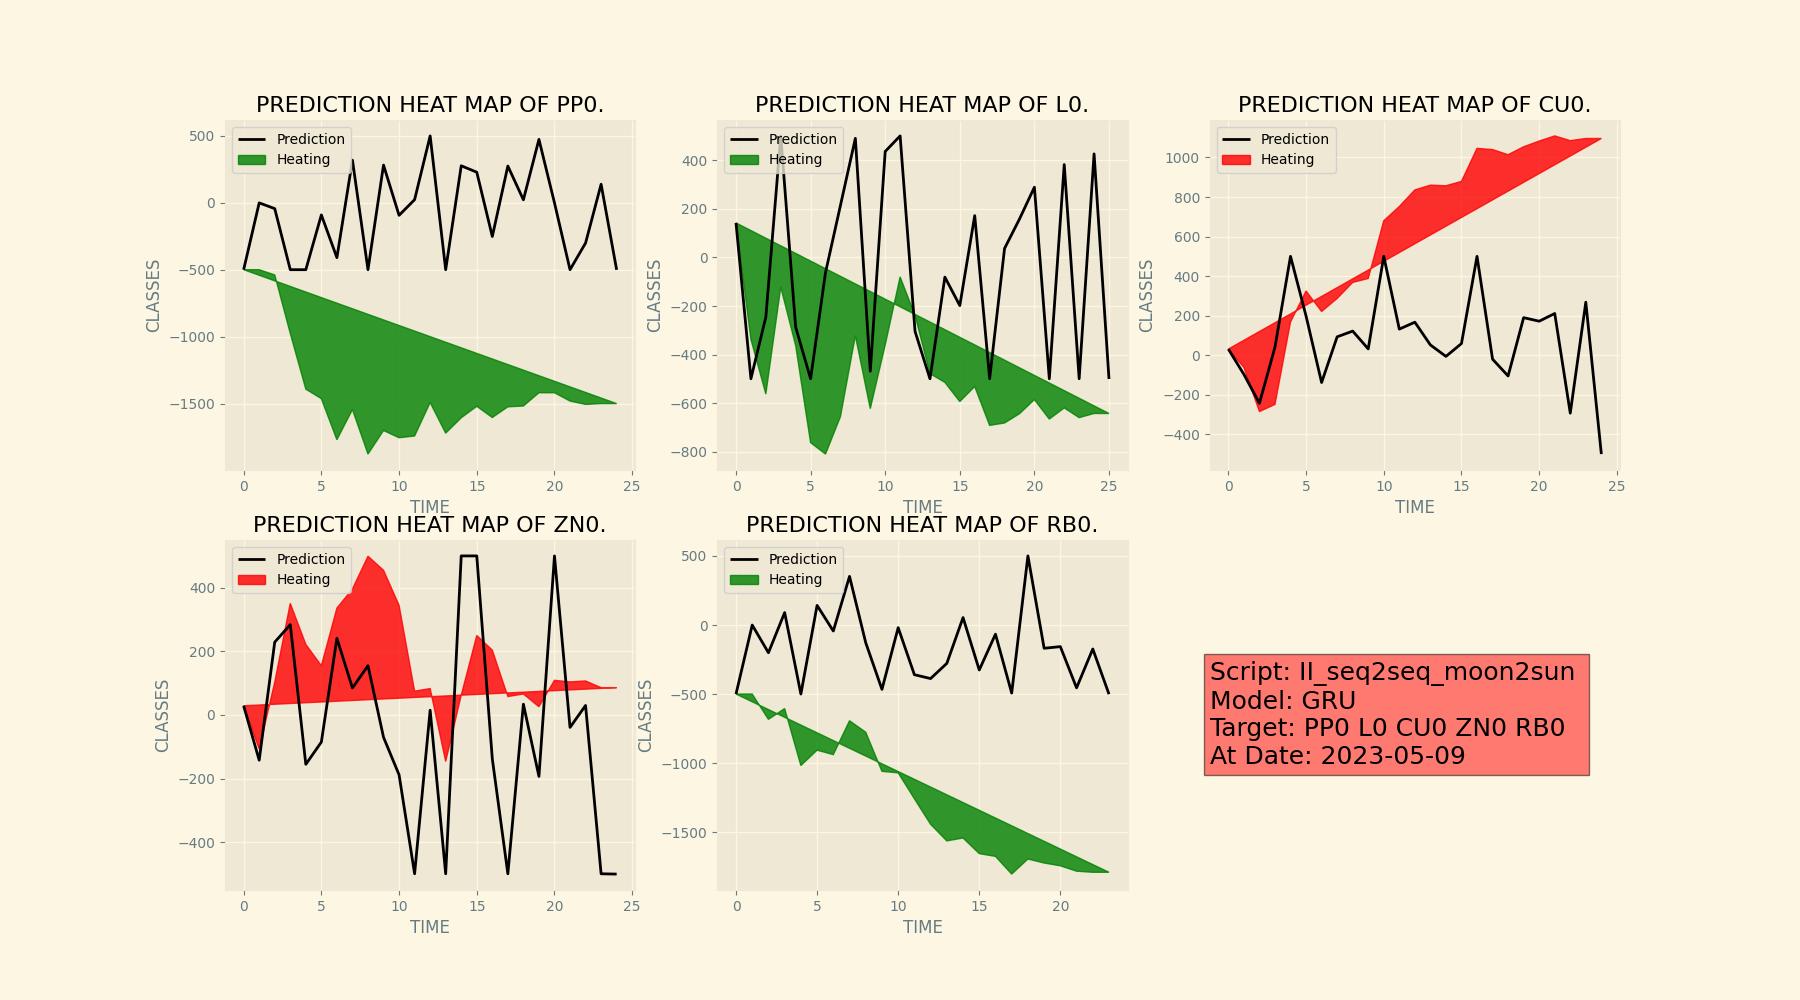 PREDICTION HEAT MAP OF PP0.
Prediction
Heating
500
0
−500
−1000
−1500
CLASSES
0 5 10 15 20 25
TIME
PREDICTION HEAT MAP OF L0.
Prediction
Heating
400
200
0
−200
−400
−600
−800
CLASSES
0 5 10 15 20 25
TIME
PREDICTION HEAT MAP OF CU0.
Prediction
Heating
1000
800
600
400
200
0
−200
−400
CLASSES
0 5 10 15 20 25
TIME
PREDICTION HEAT MAP OF ZN0.
Prediction
Heating
400
200
0
−200
−400
CLASSES
0 5 10 15 20 25
TIME
PREDICTION HEAT MAP OF RB0.
Prediction
Heating
500
0
−500
−1000
−1500
CLASSES
0 5 10 15 20
TIME
Script: II_seq2seq_moon2sun
Model: GRU
Target: PP0 L0 CU0 ZN0 RB0
At Date: 2023-05-09